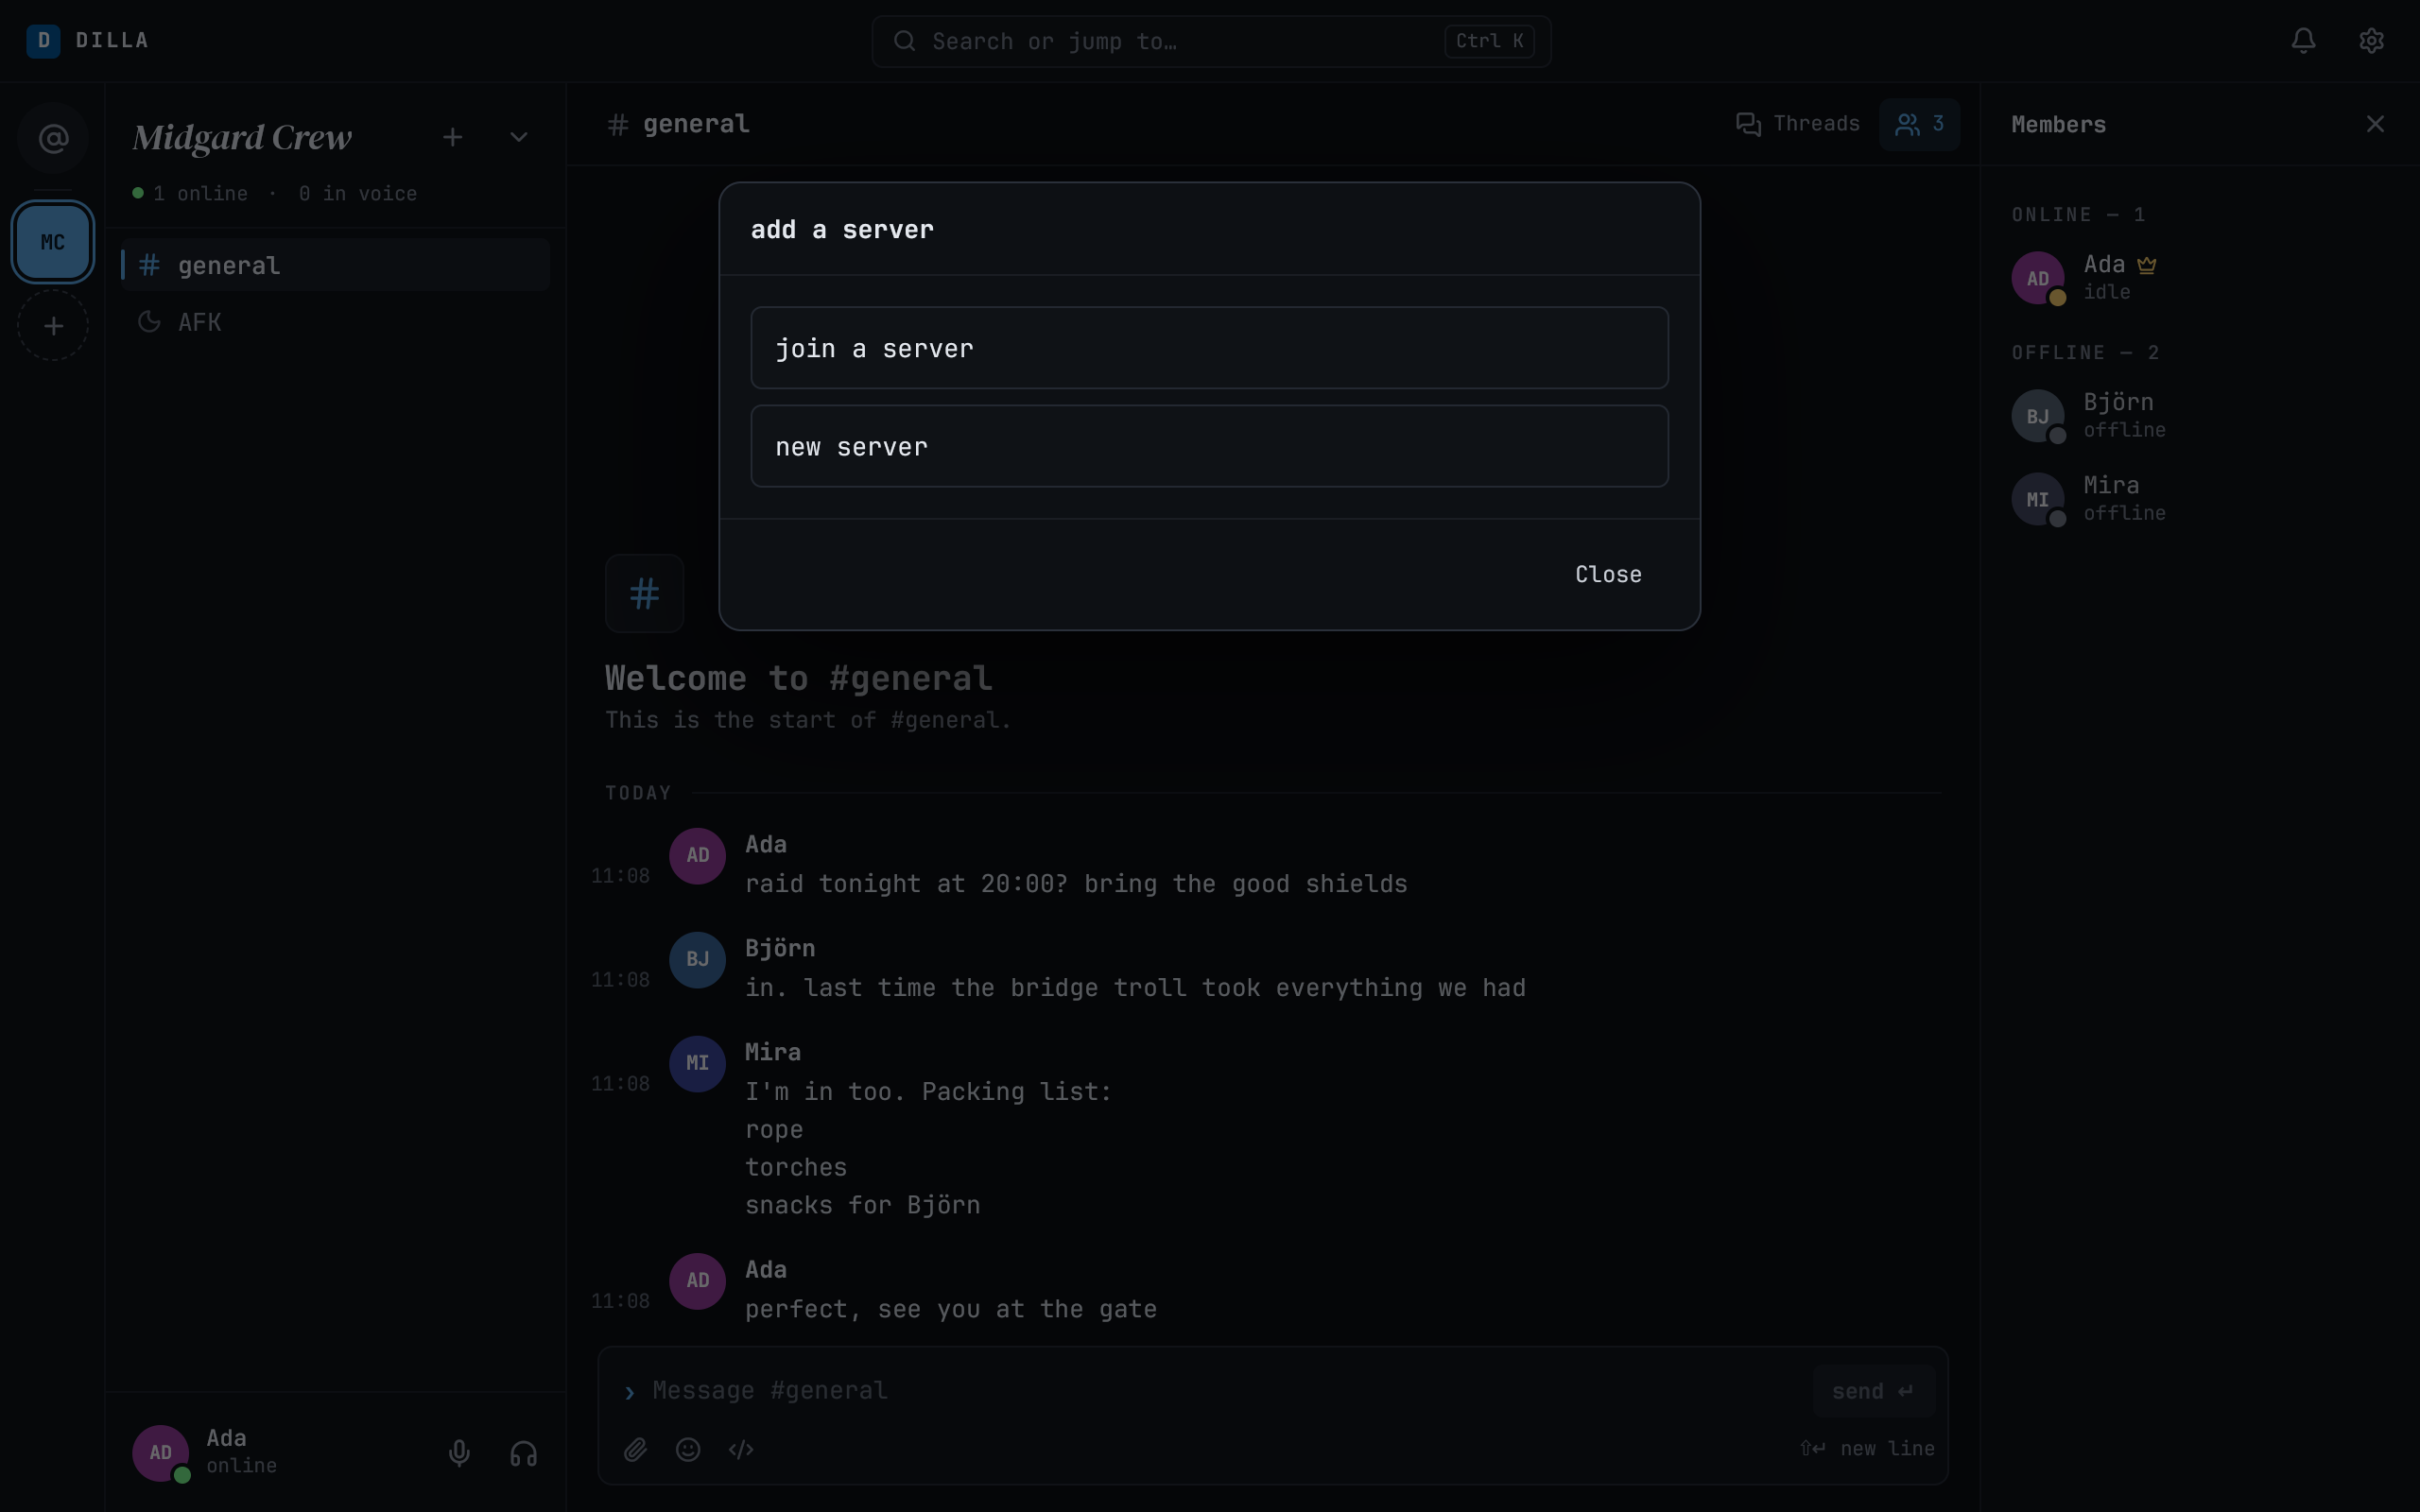 D DILLA
Search or jump to…
Ctrl K
Midgard Crew
1 online · 0 in voice
MC
# general
AFK
Ada
online
AD
# general
Threads
3
add a server
join a server
new server
Close
#
Welcome to #general
This is the start of #general.
TODAY
11:08
AD
Ada
raid tonight at 20:00? bring the good shields
11:08
BJ
Björn
in. last time the bridge troll took everything we had
11:08
MI
Mira
I'm in too. Packing list:
rope
torches
snacks for Björn
11:08
AD
Ada
perfect, see you at the gate
› Message #general
send ↵
⇧↵ new line
Members
ONLINE — 1
AD
Ada
idle
OFFLINE — 2
BJ
Björn
offline
MI
Mira
offline